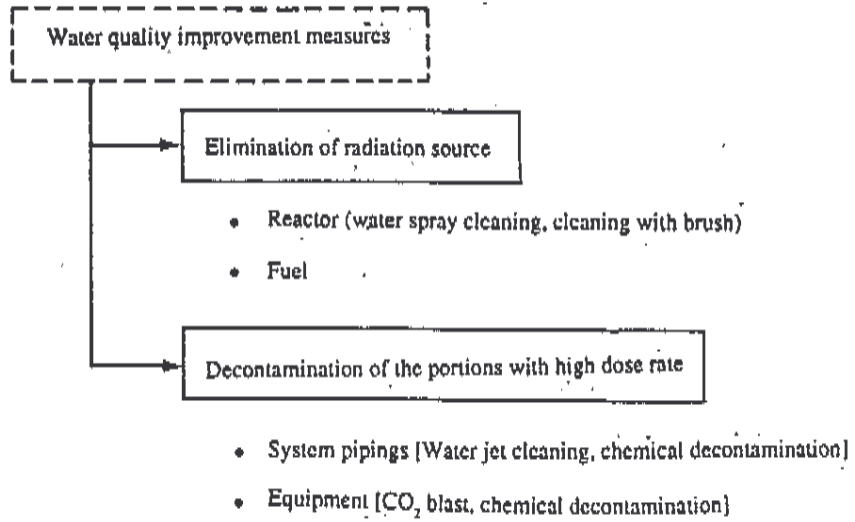 Water quality improvement measures
Elimination of radiation source
• Reactor (water spray cleaning, cleaning with brush)
• Fuel
Decontamination of the portions with high dose rate
• System pipings [Water jet cleaning, chemical decontamination]
• Equipment [CO₂ blast, chemical decontamination]